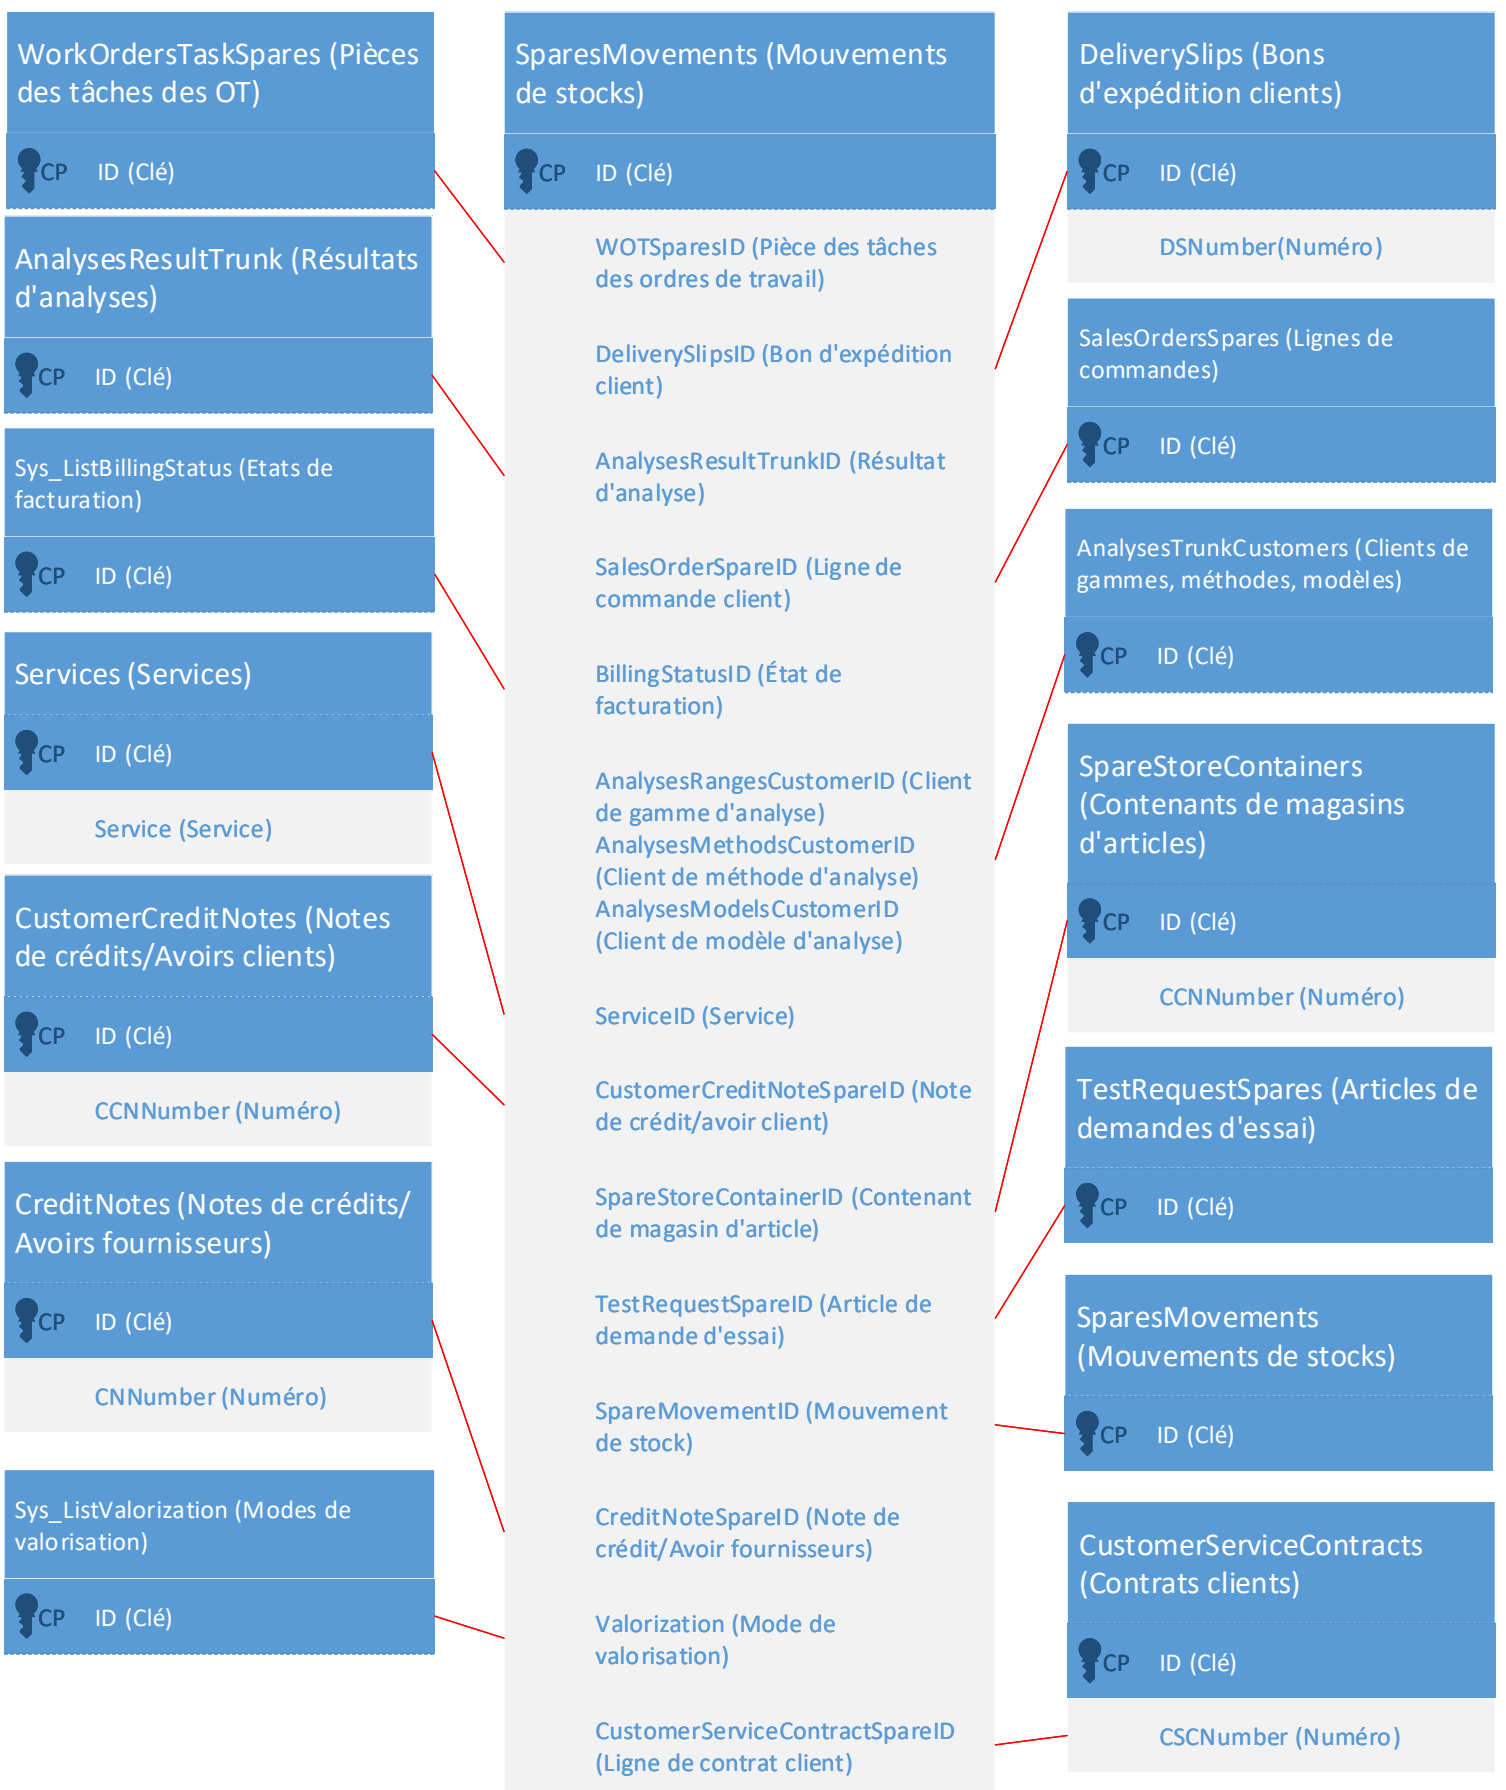 WorkOrdersTaskSpares (Pièces
des tâches des OT)
CP ID (Clé)
AnalysesResultTrunk (Résultats
d'analyses)
CP ID (Clé)
Sys_ListBillingStatus (Etats de
facturation)
CP ID (Clé)
Services (Services)
CP ID (Clé)
Service (Service)
CustomerCreditNotes (Notes
de crédits/Avoirs clients)
CP ID (Clé)
CCNNumber (Numéro)
CreditNotes (Notes de crédits/
Avoirs fournisseurs)
CP ID (Clé)
CNNumber (Numéro)
Sys_ListValorization (Modes de
valorisation)
CP ID (Clé)
SparesMovements (Mouvements
de stocks)
CP ID (Clé)
WOTSparesID (Pièce des tâches
des ordres de travail)
DeliverySlipsID (Bon d'expédition
client)
AnalysesResultTrunkID (Résultat
d'analyse)
SalesOrderSpareID (Ligne de
commande client)
BillingStatusID (État de
facturation)
AnalysesRangesCustomerID (Client
de gamme d'analyse)
AnalysesMethodsCustomerID
(Client de méthode d'analyse)
AnalysesModelsCustomerID
(Client de modèle d'analyse)
ServiceID (Service)
CustomerCreditNoteSpareID (Note
de crédit/avoir client)
SpareStoreContainerID (Contenant
de magasin d'article)
TestRequestSpareID (Article de
demande d'essai)
SpareMovementID (Mouvement
de stock)
CreditNoteSpareID (Note de
crédit/Avoir fournisseurs)
Valorization (Mode de
valorisation)
CustomerServiceContractSpareID
(Ligne de contrat client)
DeliverySlips (Bons
d'expédition clients)
CP ID (Clé)
DSNumber(Numéro)
SalesOrdersSpares (Lignes de
commandes)
CP ID (Clé)
AnalysesTrunkCustomers (Clients de
gammes, méthodes, modèles)
CP ID (Clé)
SpareStoreContainers
(Contenants de magasins
d'articles)
CP ID (Clé)
CCNNumber (Numéro)
TestRequestSpares (Articles de
demandes d'essai)
CP ID (Clé)
SparesMovements
(Mouvements de stocks)
CP ID (Clé)
CustomerServiceContracts
(Contrats clients)
CP ID (Clé)
CSCNumber (Numéro)